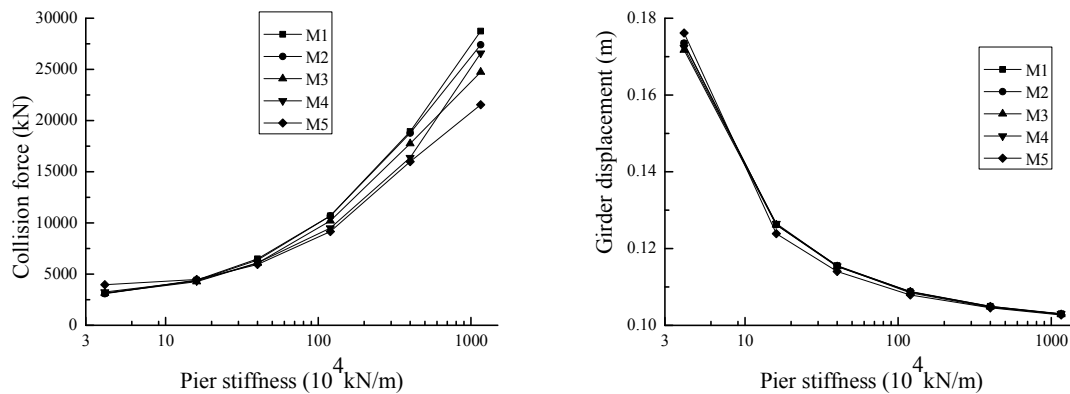 Collision force (kN)
30000
25000
20000
15000
10000
5000
0
M1
M2
M3
M4
M5
3
10
100
1000
Pier stiffness (10⁴kN/m)
Girder displacement (m)
0.18
0.16
0.14
0.12
0.10
M1
M2
M3
M4
M5
3
10
100
1000
Pier stiffness (10⁴kN/m)